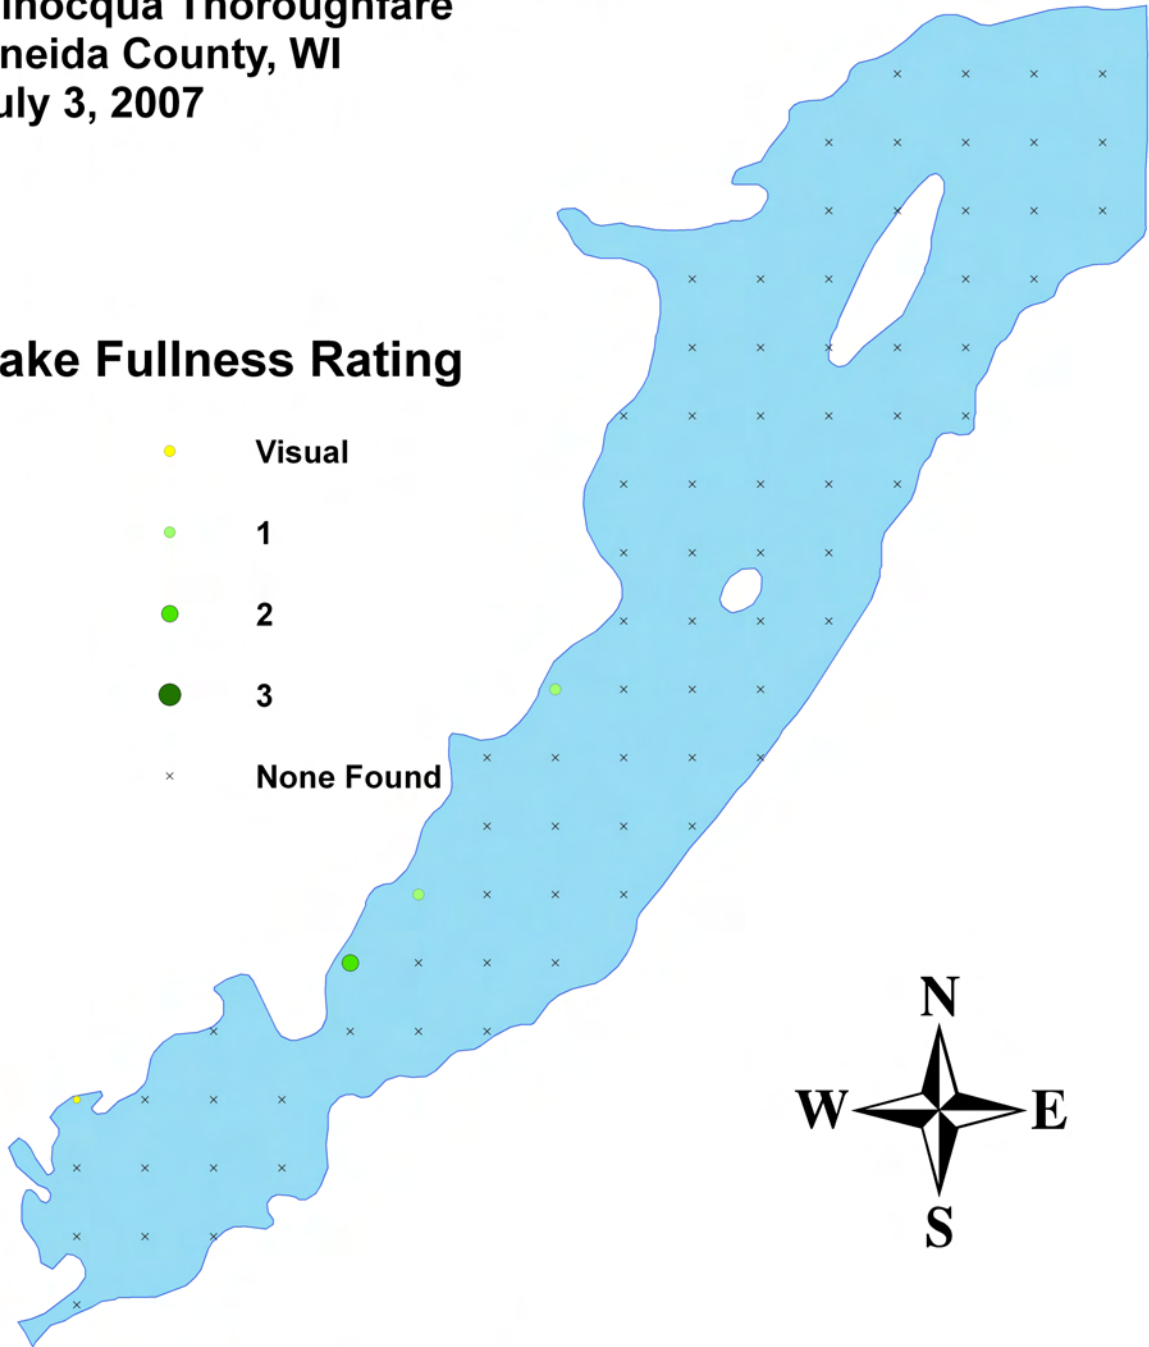 inocqua Thoroughfare
neida County, WI
uly 3, 2007
ake Fullness Rating
Visual
1
2
3
None Found
N
W E
S